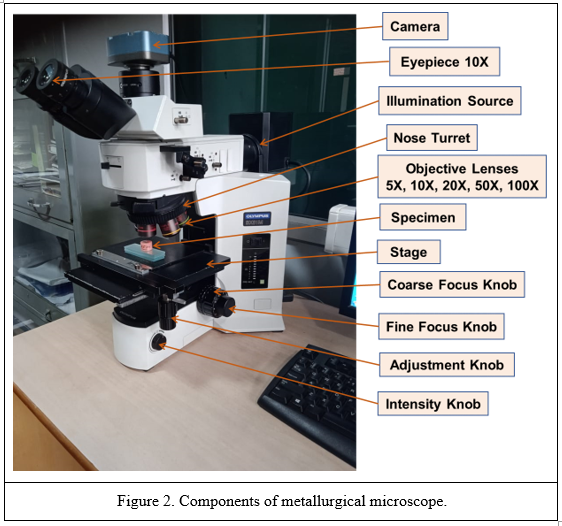 Camera
Eyepiece 10X
Illumination Source
Nose Turret
Objective Lenses
5X, 10X, 20X, 50X, 100X
Specimen
Stage
Coarse Focus Knob
Fine Focus Knob
Adjustment Knob
Intensity Knob
OLYMPUS
Figure 2. Components of metallurgical microscope.